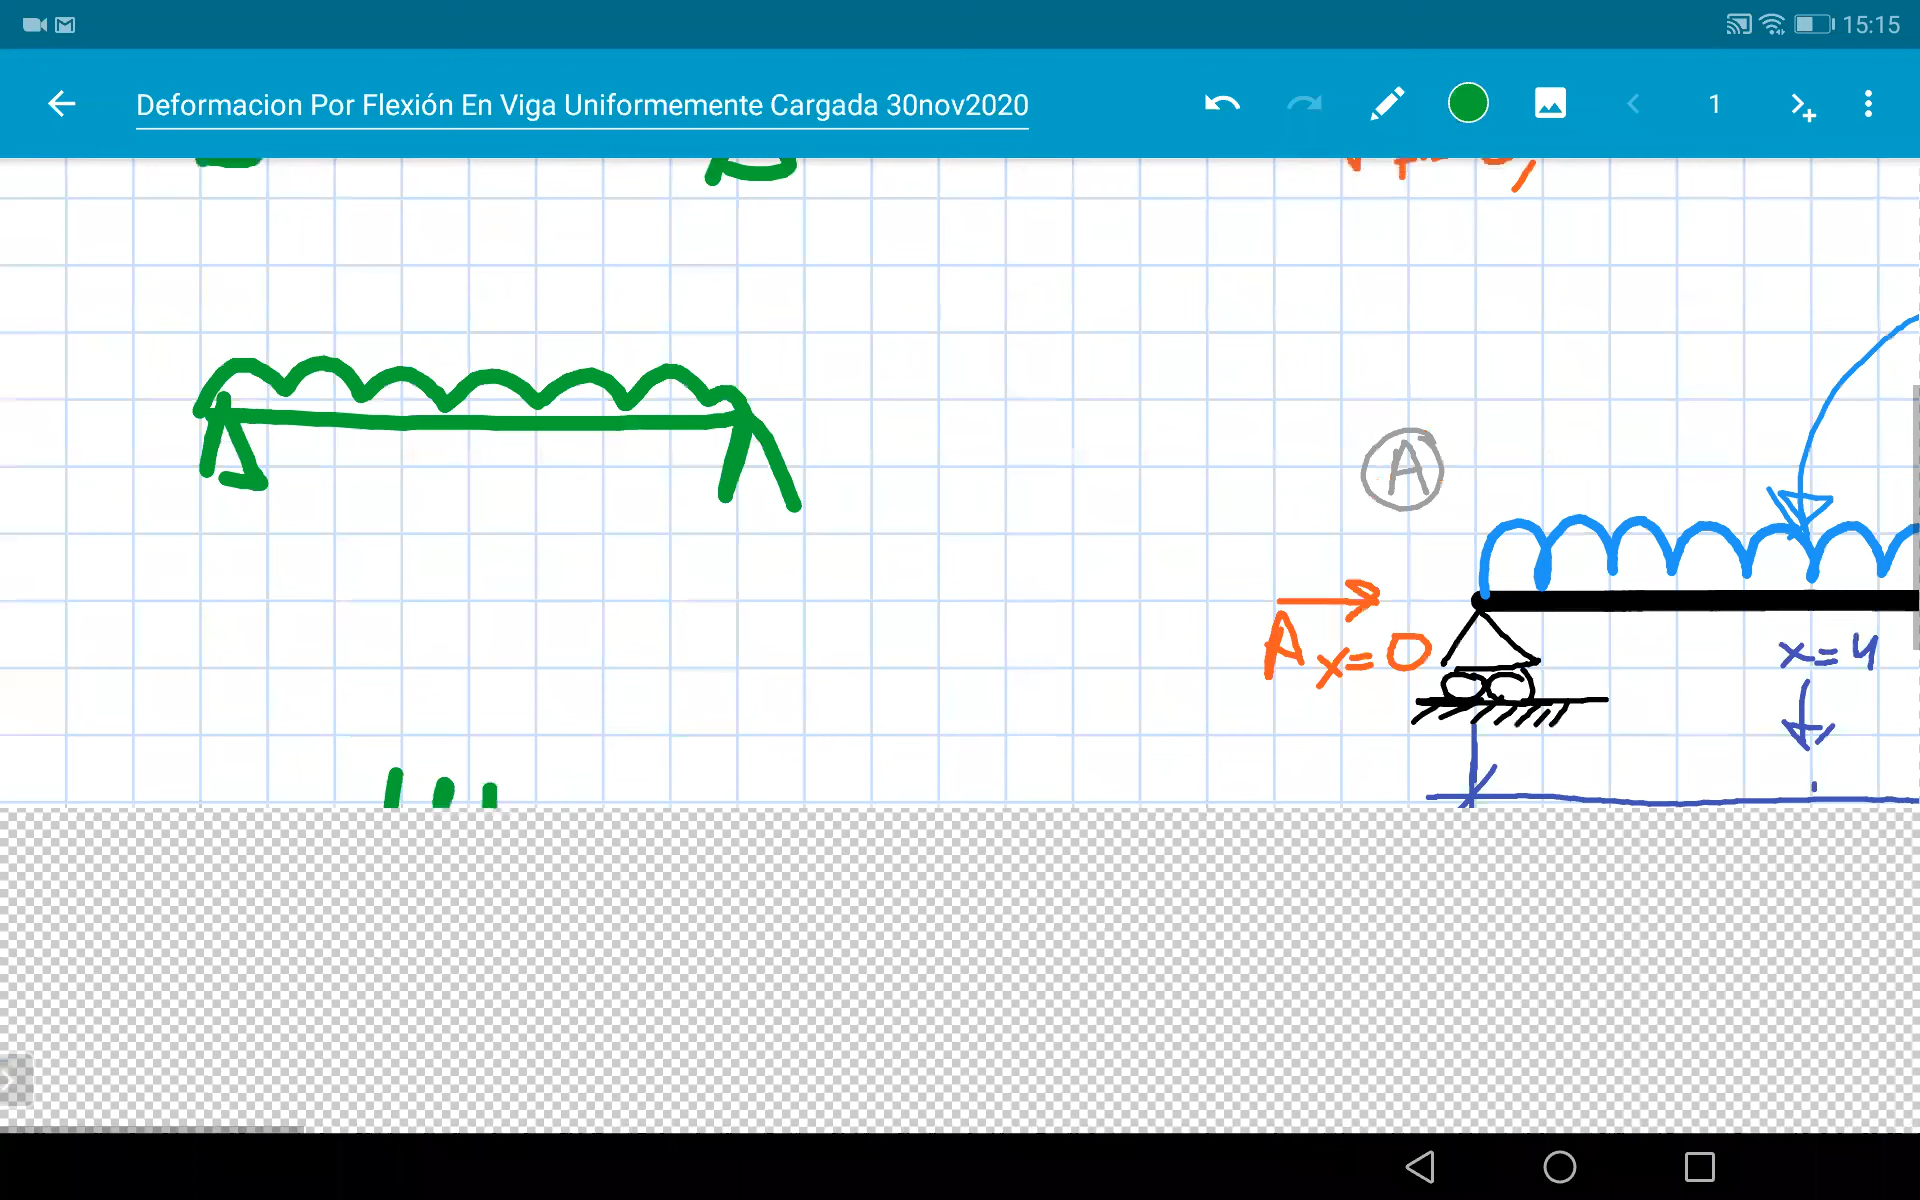 15:15
Deformacion Por Flexión En Viga Uniformemente Cargada 30nov2020
1
A
Ax=0
x=4